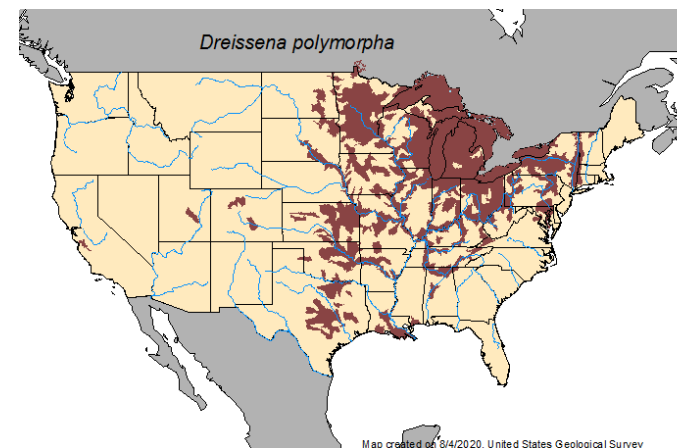 Dreissena polymorpha
Map created on 8/4/2020. United States Geological Survey